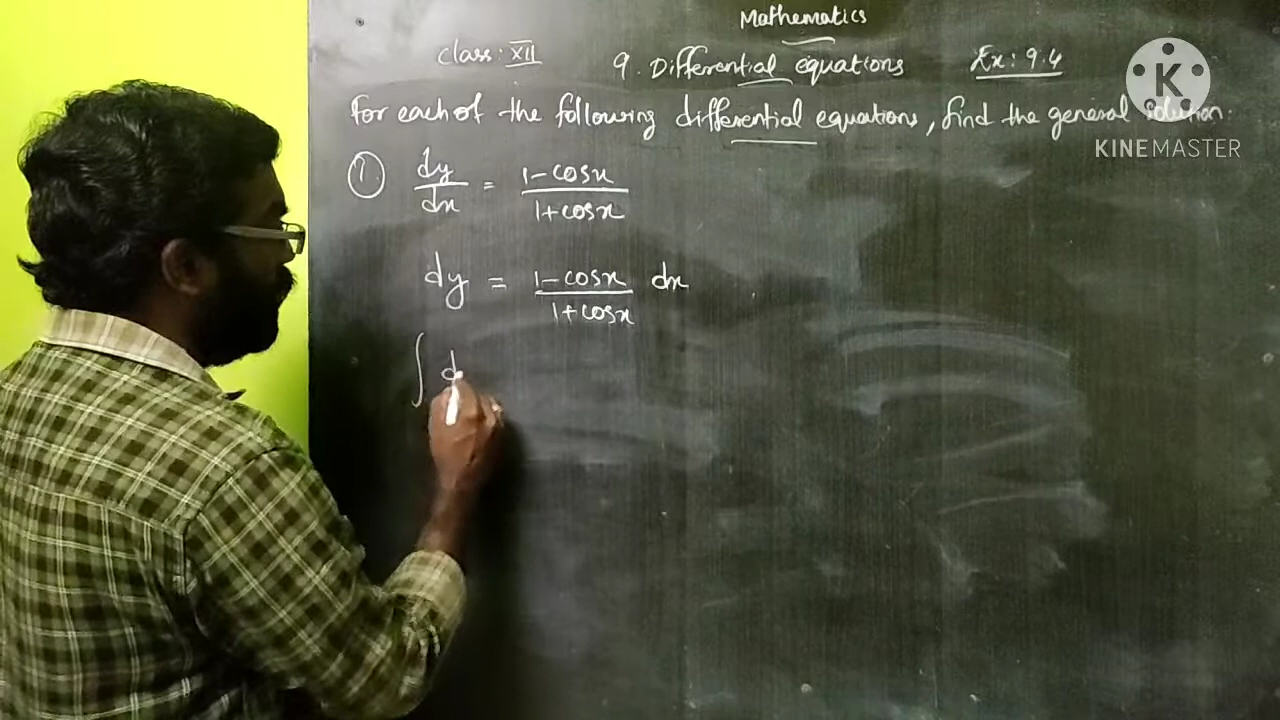 Mathematics
Class: XII 9. Differential equations Ex: 9.4
K
KINEMASTER
For each of the following differential equations, find the general solution.
① dy/dx = 1-cosx/1+cosx
dy = 1-cosx/1+cosx dx
∫ d